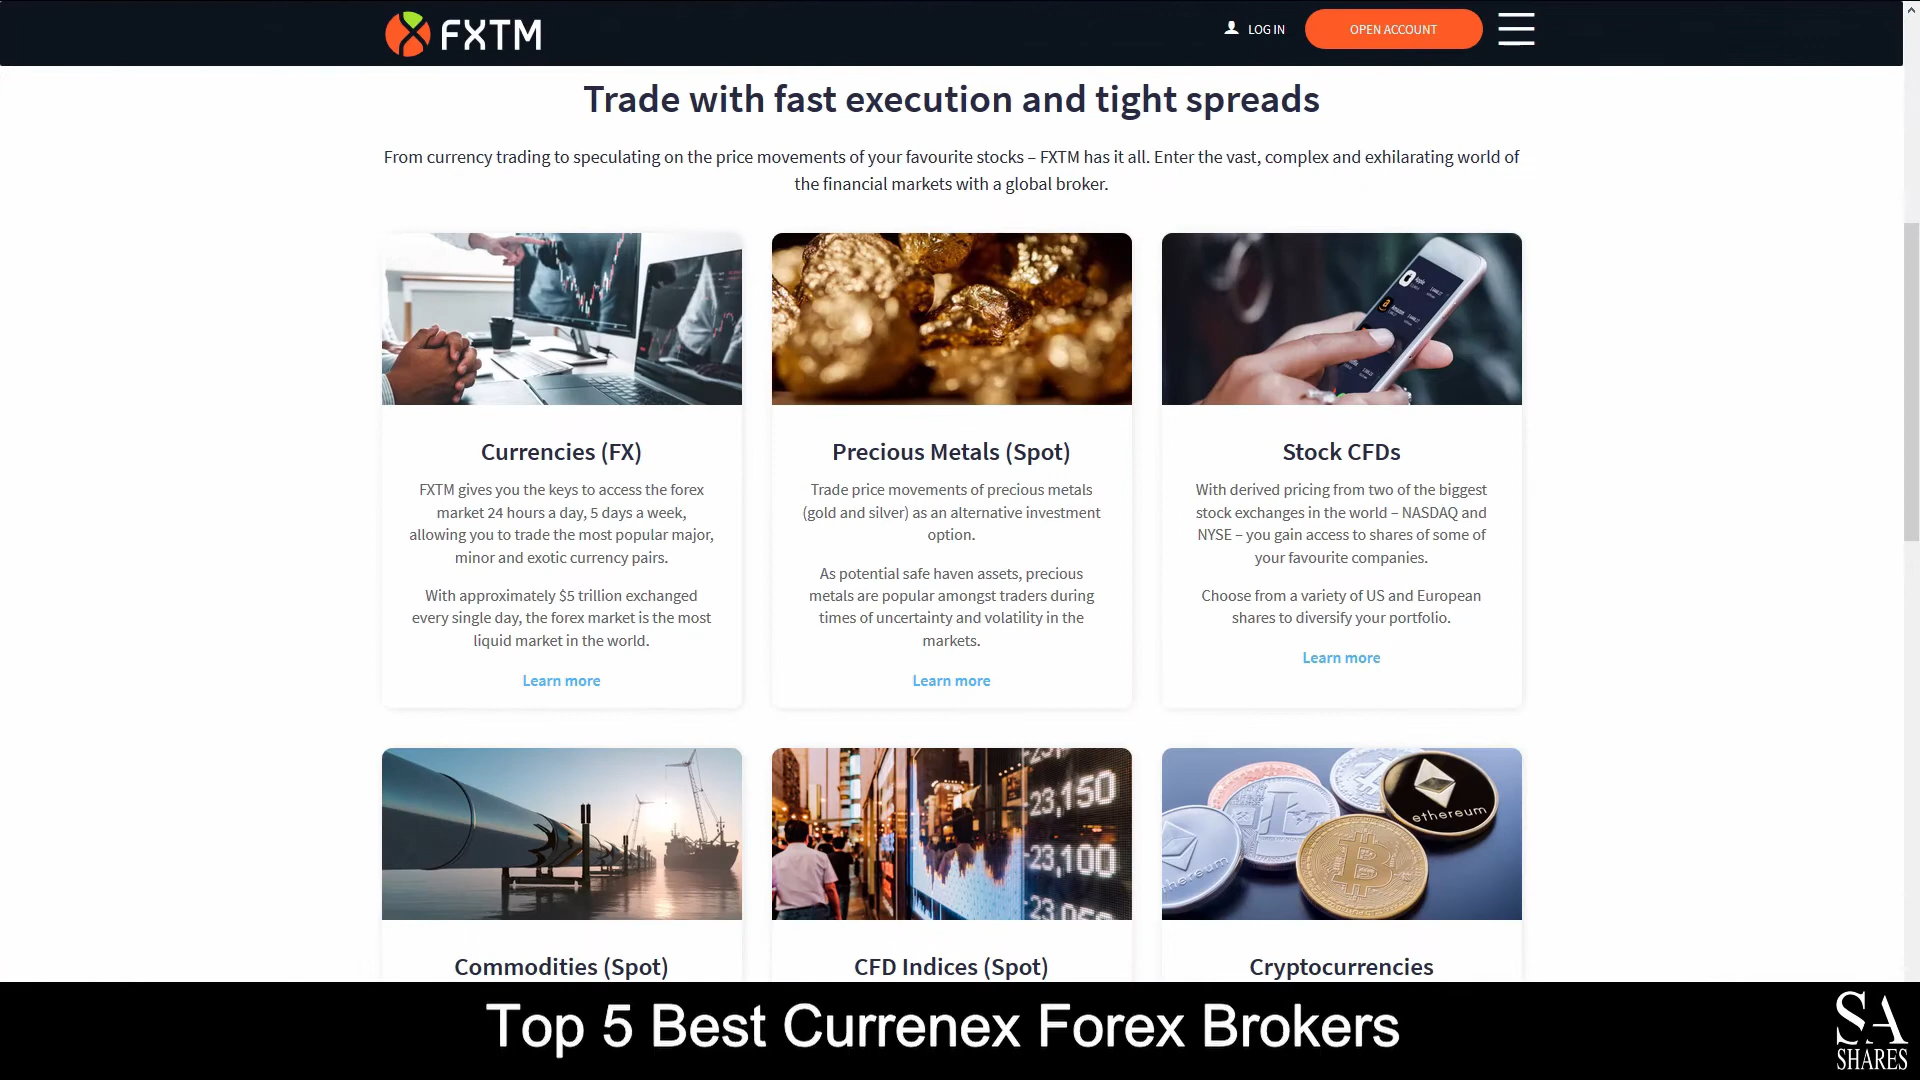 FXTM
LOG IN
OPEN ACCOUNT
Trade with fast execution and tight spreads
From currency trading to speculating on the price movements of your favourite stocks – FXTM has it all. Enter the vast, complex and exhilarating world of
the financial markets with a global broker.
Currencies (FX)
FXTM gives you the keys to access the forex
market 24 hours a day, 5 days a week,
allowing you to trade the most popular major,
minor and exotic currency pairs.
With approximately $5 trillion exchanged
every single day, the forex market is the most
liquid market in the world.
Learn more
Precious Metals (Spot)
Trade price movements of precious metals
(gold and silver) as an alternative investment
option.
As potential safe haven assets, precious
metals are popular amongst traders during
times of uncertainty and volatility in the
markets.
Learn more
Apple
Stock CFDs
With derived pricing from two of the biggest
stock exchanges in the world – NASDAQ and
NYSE – you gain access to shares of some of
your favourite companies.
Choose from a variety of US and European
shares to diversify your portfolio.
Learn more
Commodities (Spot)
23,150
23,100
CFD Indices (Spot)
ethereum
Cryptocurrencies
Top 5 Best Currenex Forex Brokers
SA
SHARES